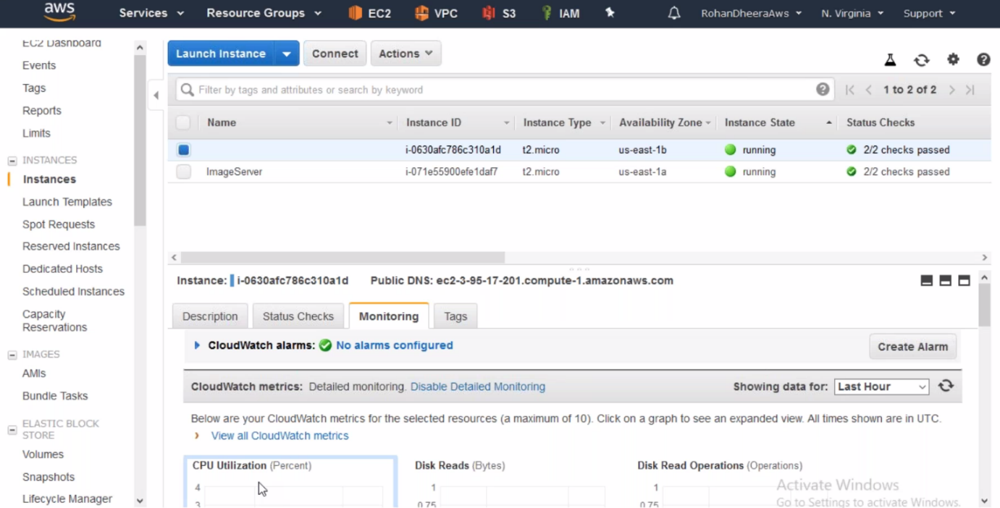 aws Services Resource Groups EC2 VPC S3 IAM RohanDheeraAws N. Virginia Support
EC2 Dashboard
Events
Tags
Reports
Limits
INSTANCES
Instances
Launch Templates
Spot Requests
Reserved Instances
Dedicated Hosts
Scheduled Instances
Capacity
Reservations
IMAGES
AMIs
Bundle Tasks
ELASTIC BLOCK
STORE
Volumes
Snapshots
Lifecycle Manager
Launch Instance Connect Actions
Filter by tags and attributes or search by keyword 1 to 2 of 2
Name Instance ID Instance Type Availability Zone Instance State Status Checks
i-0630afc786c310a1d t2.micro us-east-1b running 2/2 checks passed
ImageServer i-071e55900efe1daf7 t2.micro us-east-1a running 2/2 checks passed
Instance: i-0630afc786c310a1d Public DNS: ec2-3-95-17-201.compute-1.amazonaws.com
Description Status Checks Monitoring Tags
CloudWatch alarms: No alarms configured Create Alarm
CloudWatch metrics: Detailed monitoring. Disable Detailed Monitoring Showing data for: Last Hour
Below are your CloudWatch metrics for the selected resources (a maximum of 10). Click on a graph to see an expanded view. All times shown are in UTC.
View all CloudWatch metrics
CPU Utilization (Percent) Disk Reads (Bytes) Disk Read Operations (Operations)
4 1 1
3 0.75 0.75
Activate Windows
Go to Settings to activate Windows.